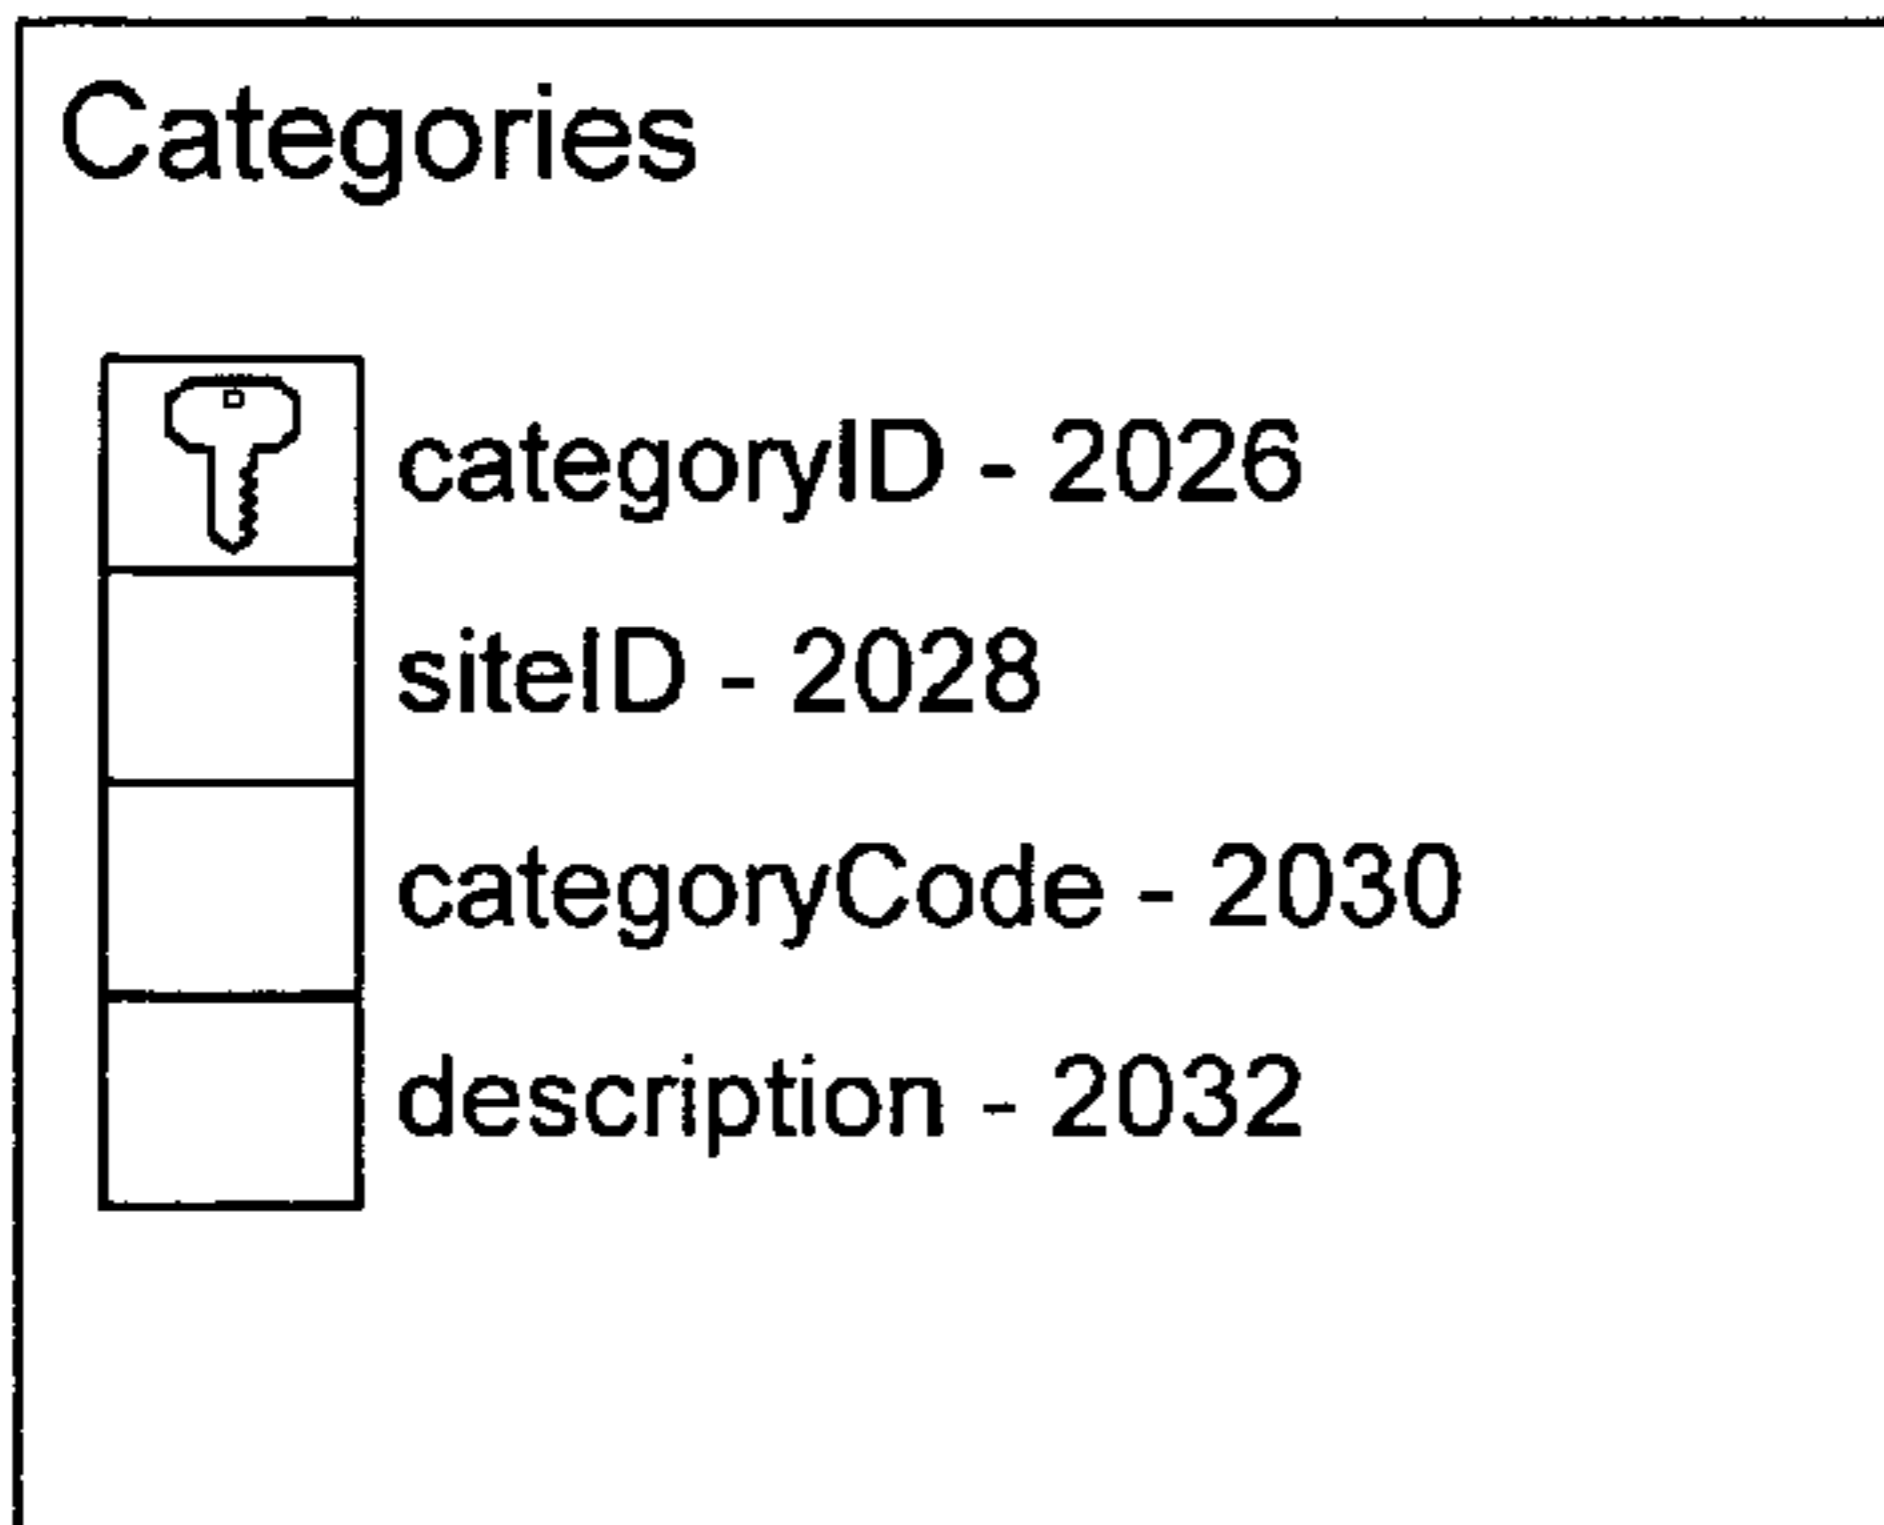 Categories
categoryID - 2026
siteID - 2028
categoryCode - 2030
description - 2032